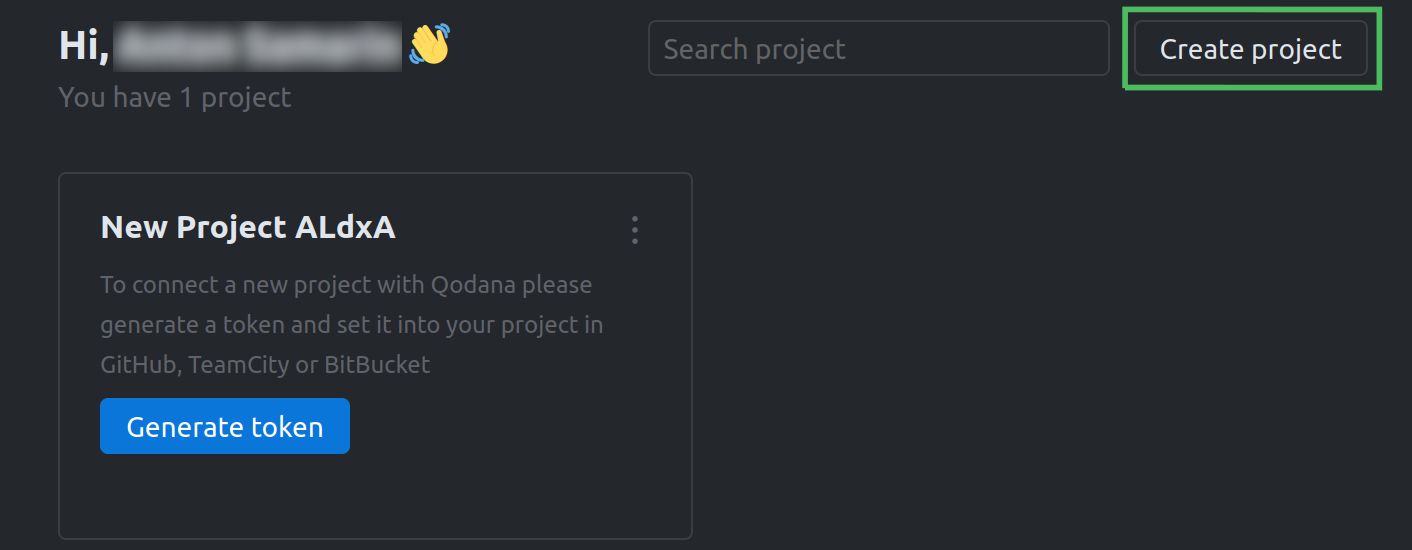 Hi,
Search project
Create project
You have 1 project
New Project ALdxA
To connect a new project with Qodana please
generate a token and set it into your project in
GitHub, TeamCity or BitBucket
Generate token